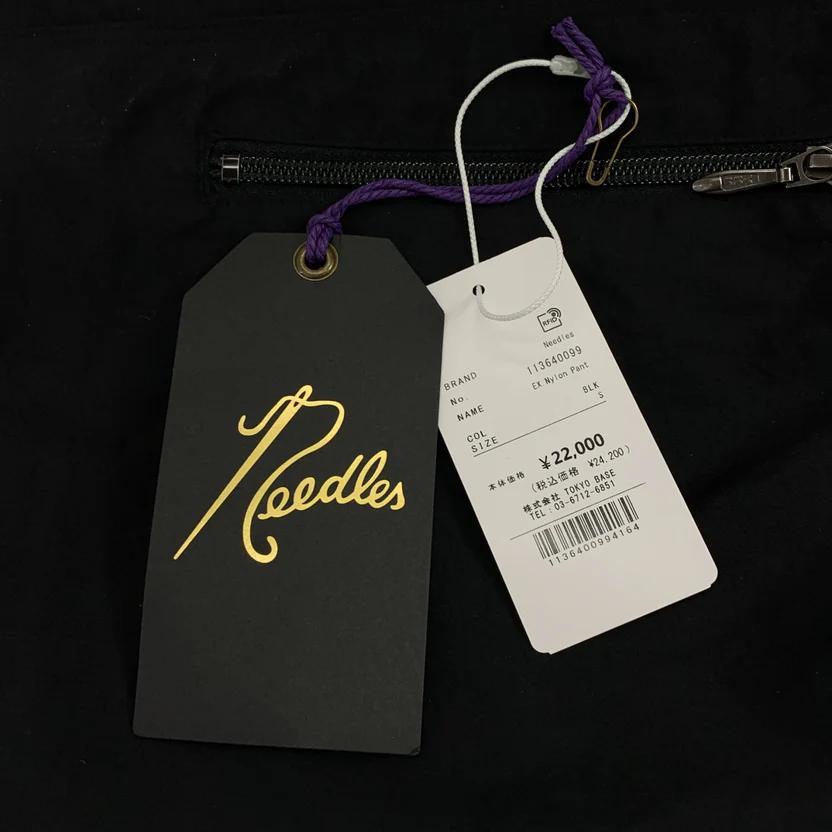 Needles
RFID
BRAND Needles
No. 113640099
NAME EX Nylon Pant
COL BLK
SIZE S
本体価格 ¥22,000
(税込価格 ¥24,200)
株式会社 TOKYO BASE
TEL:03-6712-6851
1136400994164